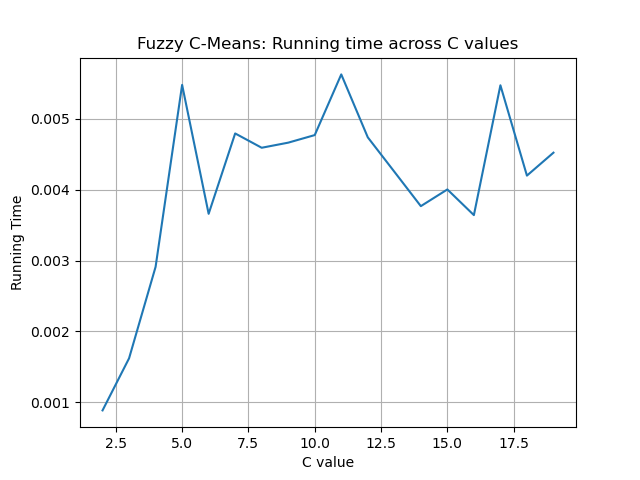 Fuzzy C-Means: Running time across C values
Running Time
0.005
0.004
0.003
0.002
0.001
2.5 5.0 7.5 10.0 12.5 15.0 17.5
C value